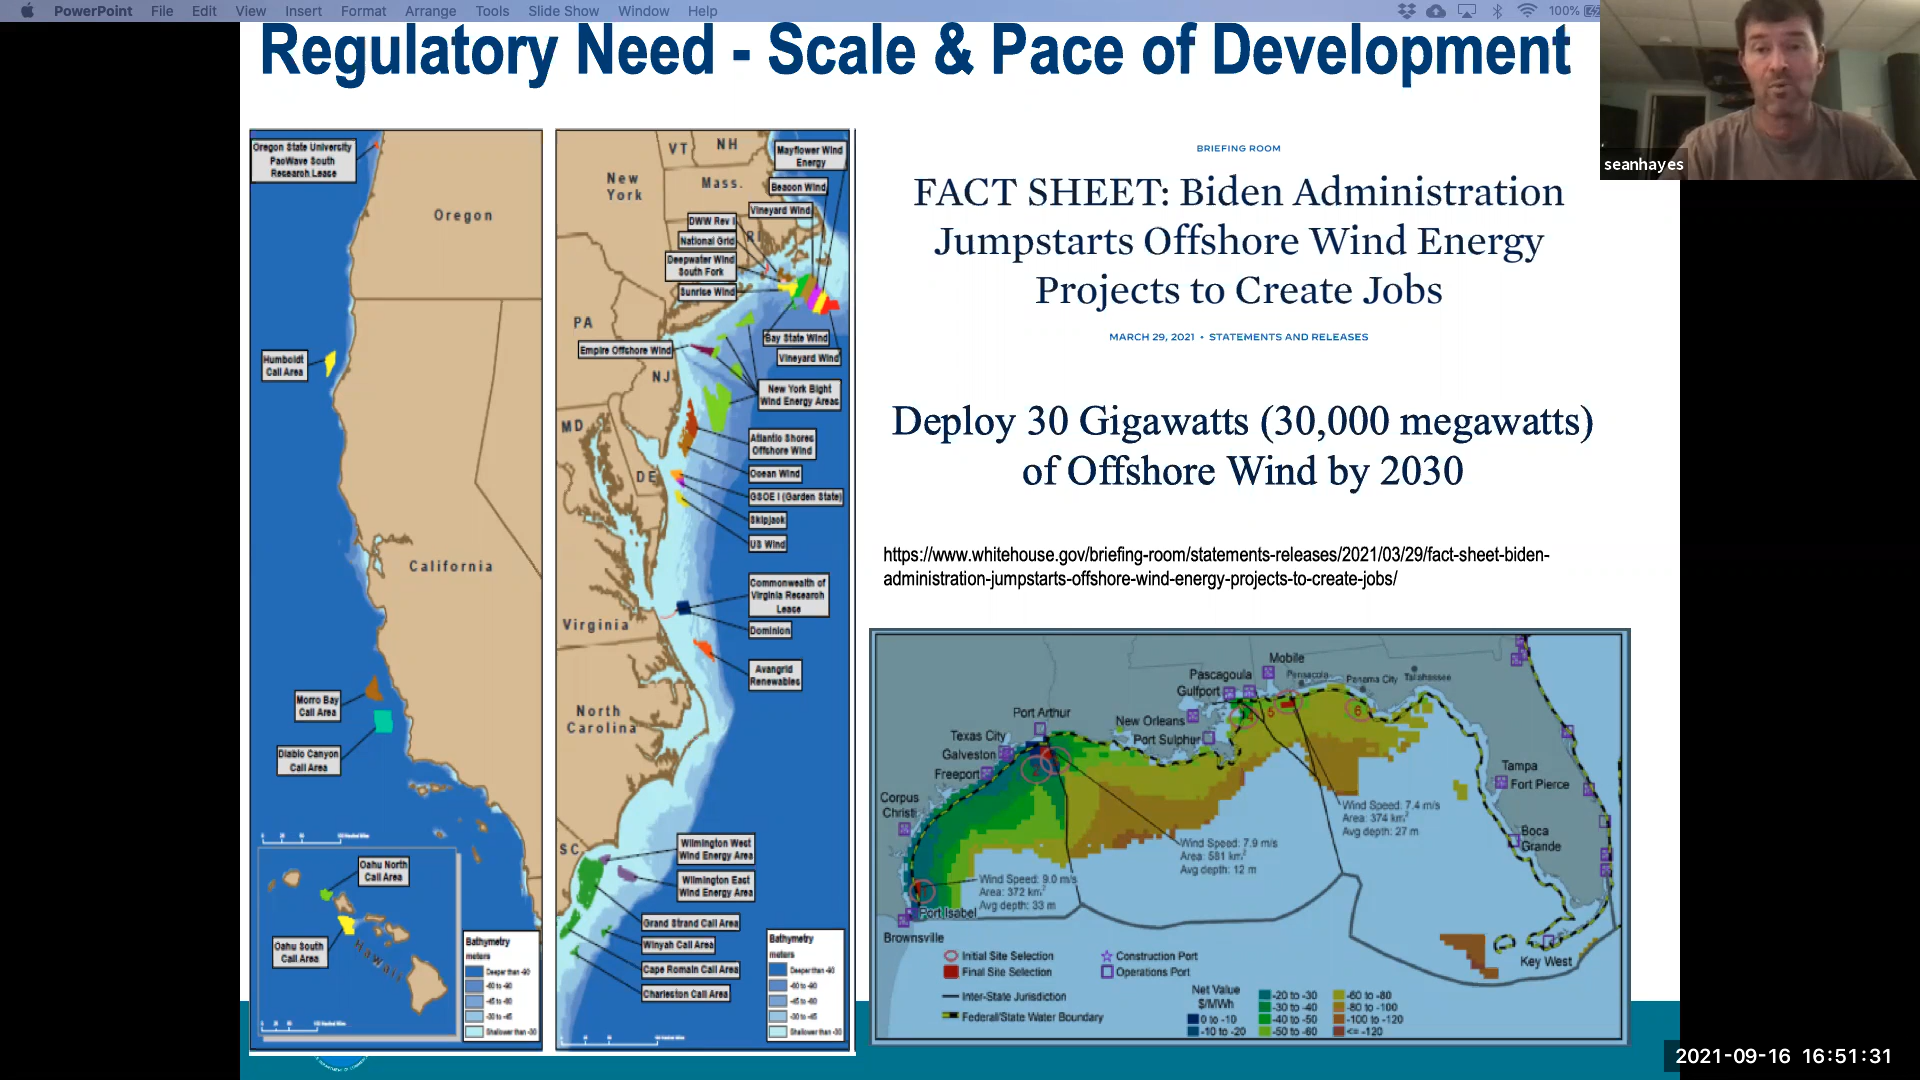 PowerPoint File Edit View Insert Format Arrange Tools Slide Show Window Help
100%
Regulatory Need - Scale & Pace of Development
seanhayes
Oregon State University
PacWave South
Research Lease
Oregon
Humboldt
Call Area
California
Morro Bay
Call Area
Diablo Canyon
Call Area
Oahu North
Call Area
Oahu South
Call Area
Hawaii
Bathymetry
meters
Deeper than -90
-60 to -90
-45 to -60
-30 to -45
Shallower than -30
VT
NH
New
York
Mass.
RI
PA
NJ
MD
DE
Virginia
North
Carolina
SC
Mayflower Wind
Energy
Beacon Wind
Vineyard Wind
DWW Rev I
National Grid
Deepwater Wind
South Fork
Sunrise Wind
Bay State Wind
Vineyard Wind
Empire Offshore Wind
New York Bight
Wind Energy Areas
Atlantic Shores
Offshore Wind
Ocean Wind
GSOE I (Garden State)
Skipjack
US Wind
Commonwealth of
Virginia Research
Lease
Dominion
Avangrid
Renewables
Wilmington West
Wind Energy Area
Wilmington East
Wind Energy Area
Grand Strand Call Area
Winyah Call Area
Cape Romain Call Area
Charleston Call Area
Bathymetry
meters
Deeper than -90
-60 to -90
-45 to -60
-30 to -45
Shallower than -30
BRIEFING ROOM
FACT SHEET: Biden Administration
Jumpstarts Offshore Wind Energy
Projects to Create Jobs
MARCH 29, 2021 • STATEMENTS AND RELEASES
Deploy 30 Gigawatts (30,000 megawatts)
of Offshore Wind by 2030
https://www.whitehouse.gov/briefing-room/statements-releases/2021/03/29/fact-sheet-biden-
administration-jumpstarts-offshore-wind-energy-projects-to-create-jobs/
Mobile
Pascagoula
Pensacola
Panama City
Talahassee
Gulfport
Port Arthur
New Orleans
Texas City
Port Sulphur
Galveston
Freeport
Corpus
Christi
Tampa
Fort Pierce
Boca
Grande
4
5
6
Wind Speed: 7.4 m/s
Area: 374 km²
Avg depth: 27 m
Wind Speed: 7.9 m/s
Area: 581 km²
Avg depth: 12 m
Wind Speed: 9.0 m/s
Area: 372 km²
Avg depth: 33 m
Port Isabel
Brownsville
Key West
Initial Site Selection
Final Site Selection
Inter-State Jurisdiction
Federal/State Water Boundary
Construction Port
Operations Port
Net Value
$/MWh
0 to -10
-10 to -20
-20 to -30
-30 to -40
-40 to -50
-50 to -60
-60 to -80
-80 to -100
-100 to -120
<= -120
2021-09-16 16:51:31